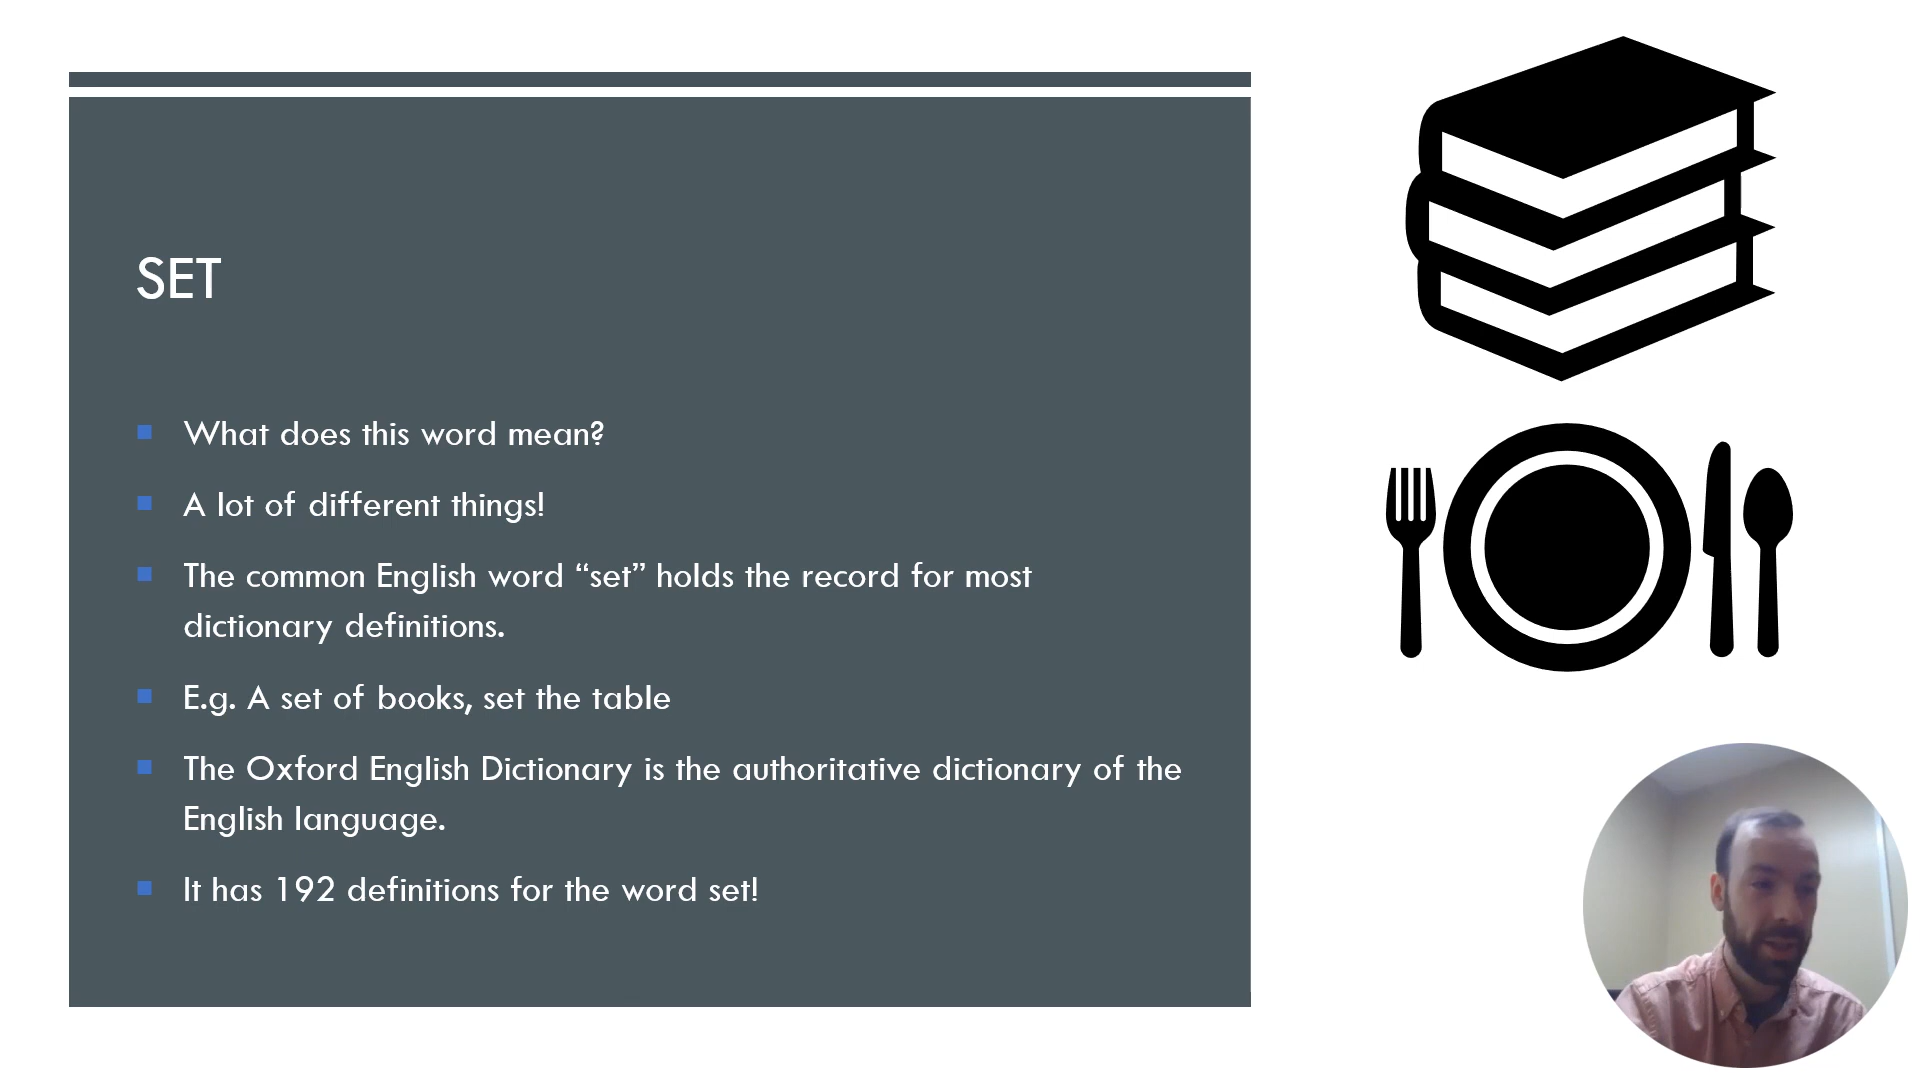 SET
What does this word mean?
A lot of different things!
The common English word “set” holds the record for most
dictionary definitions.
E.g. A set of books, set the table
The Oxford English Dictionary is the authoritative dictionary of the
English language.
It has 192 definitions for the word set!